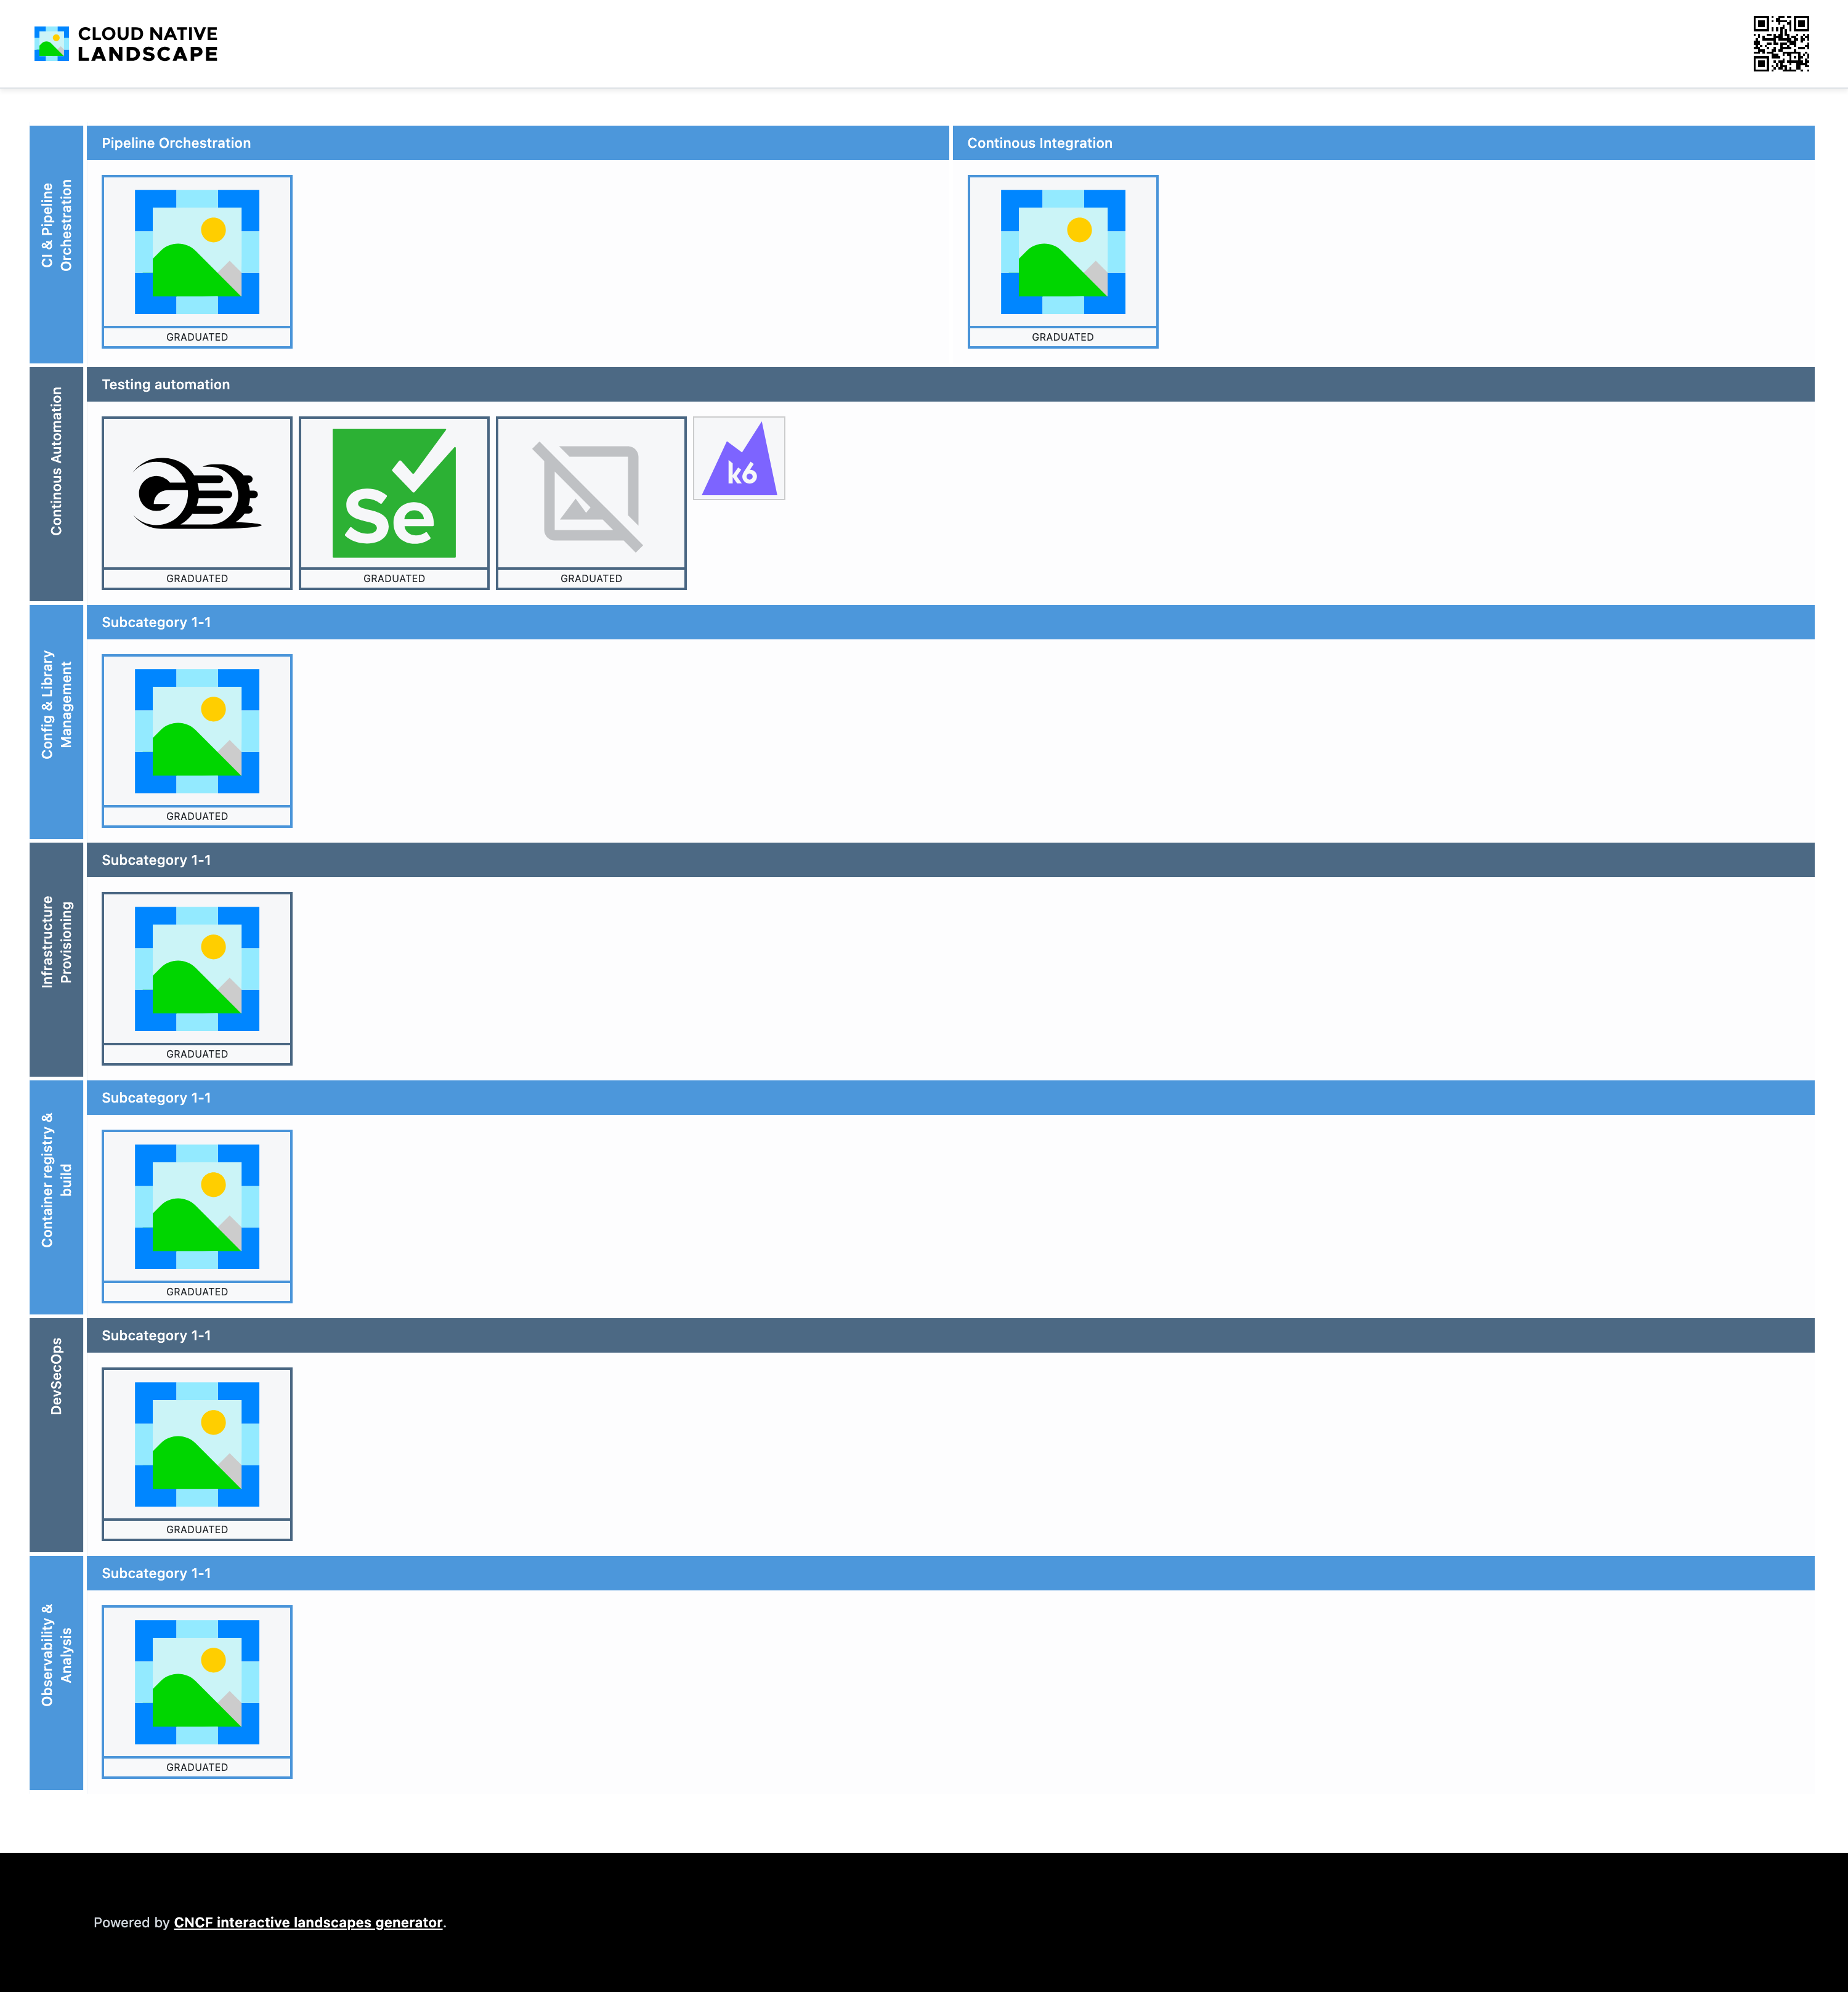 CLOUD NATIVE
LANDSCAPE
CI & Pipeline
Orchestration
Pipeline Orchestration
GRADUATED
Continous Integration
GRADUATED
Continous Automation
Testing automation
GRADUATED
Se
GRADUATED
GRADUATED
k6
Config & Library
Management
Subcategory 1-1
GRADUATED
Infrastructure
Provisioning
Subcategory 1-1
GRADUATED
Container registry &
build
Subcategory 1-1
GRADUATED
DevSecOps
Subcategory 1-1
GRADUATED
Observability &
Analysis
Subcategory 1-1
GRADUATED
Powered by CNCF interactive landscapes generator.